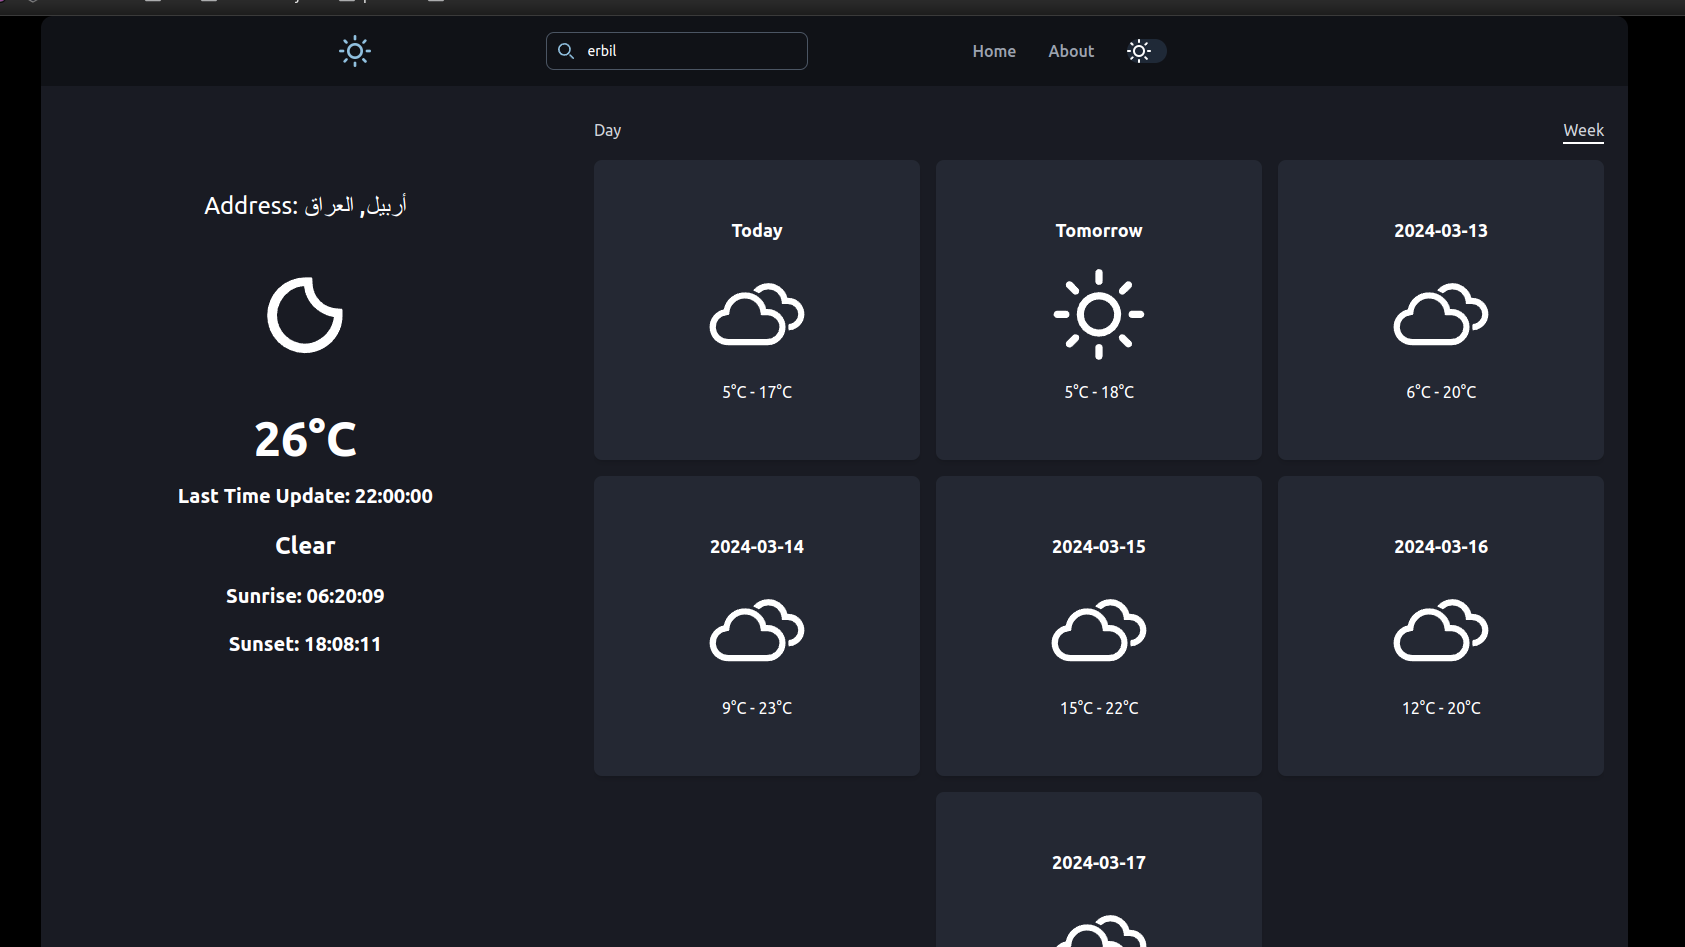 erbil
Home
About
Day
Week
Address: أربيل, العراق
26°C
Last Time Update: 22:00:00
Clear
Sunrise: 06:20:09
Sunset: 18:08:11
Today
5°C - 17°C
Tomorrow
5°C - 18°C
2024-03-13
6°C - 20°C
2024-03-14
9°C - 23°C
2024-03-15
15°C - 22°C
2024-03-16
12°C - 20°C
2024-03-17